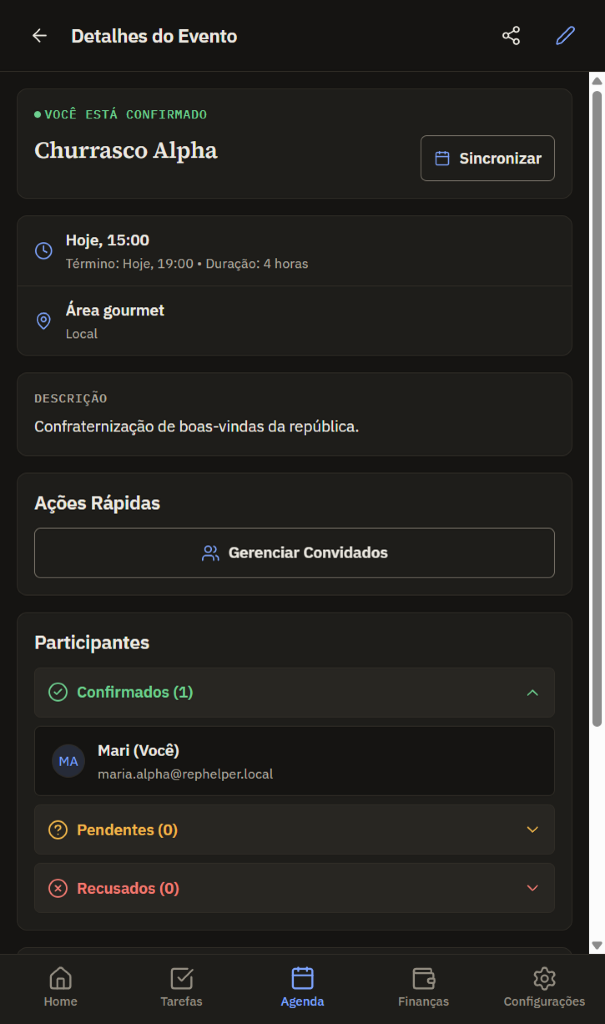 Detalhes do Evento
VOCÊ ESTÁ CONFIRMADO
Churrasco Alpha
Sincronizar
Hoje, 15:00
Término: Hoje, 19:00 • Duração: 4 horas
Área gourmet
Local
DESCRIÇÃO
Confraternização de boas-vindas da república.
Ações Rápidas
Gerenciar Convidados
Participantes
Confirmados (1)
MA
Mari (Você)
maria.alpha@rephelper.local
Pendentes (0)
Recusados (0)
Home
Tarefas
Agenda
Finanças
Configurações